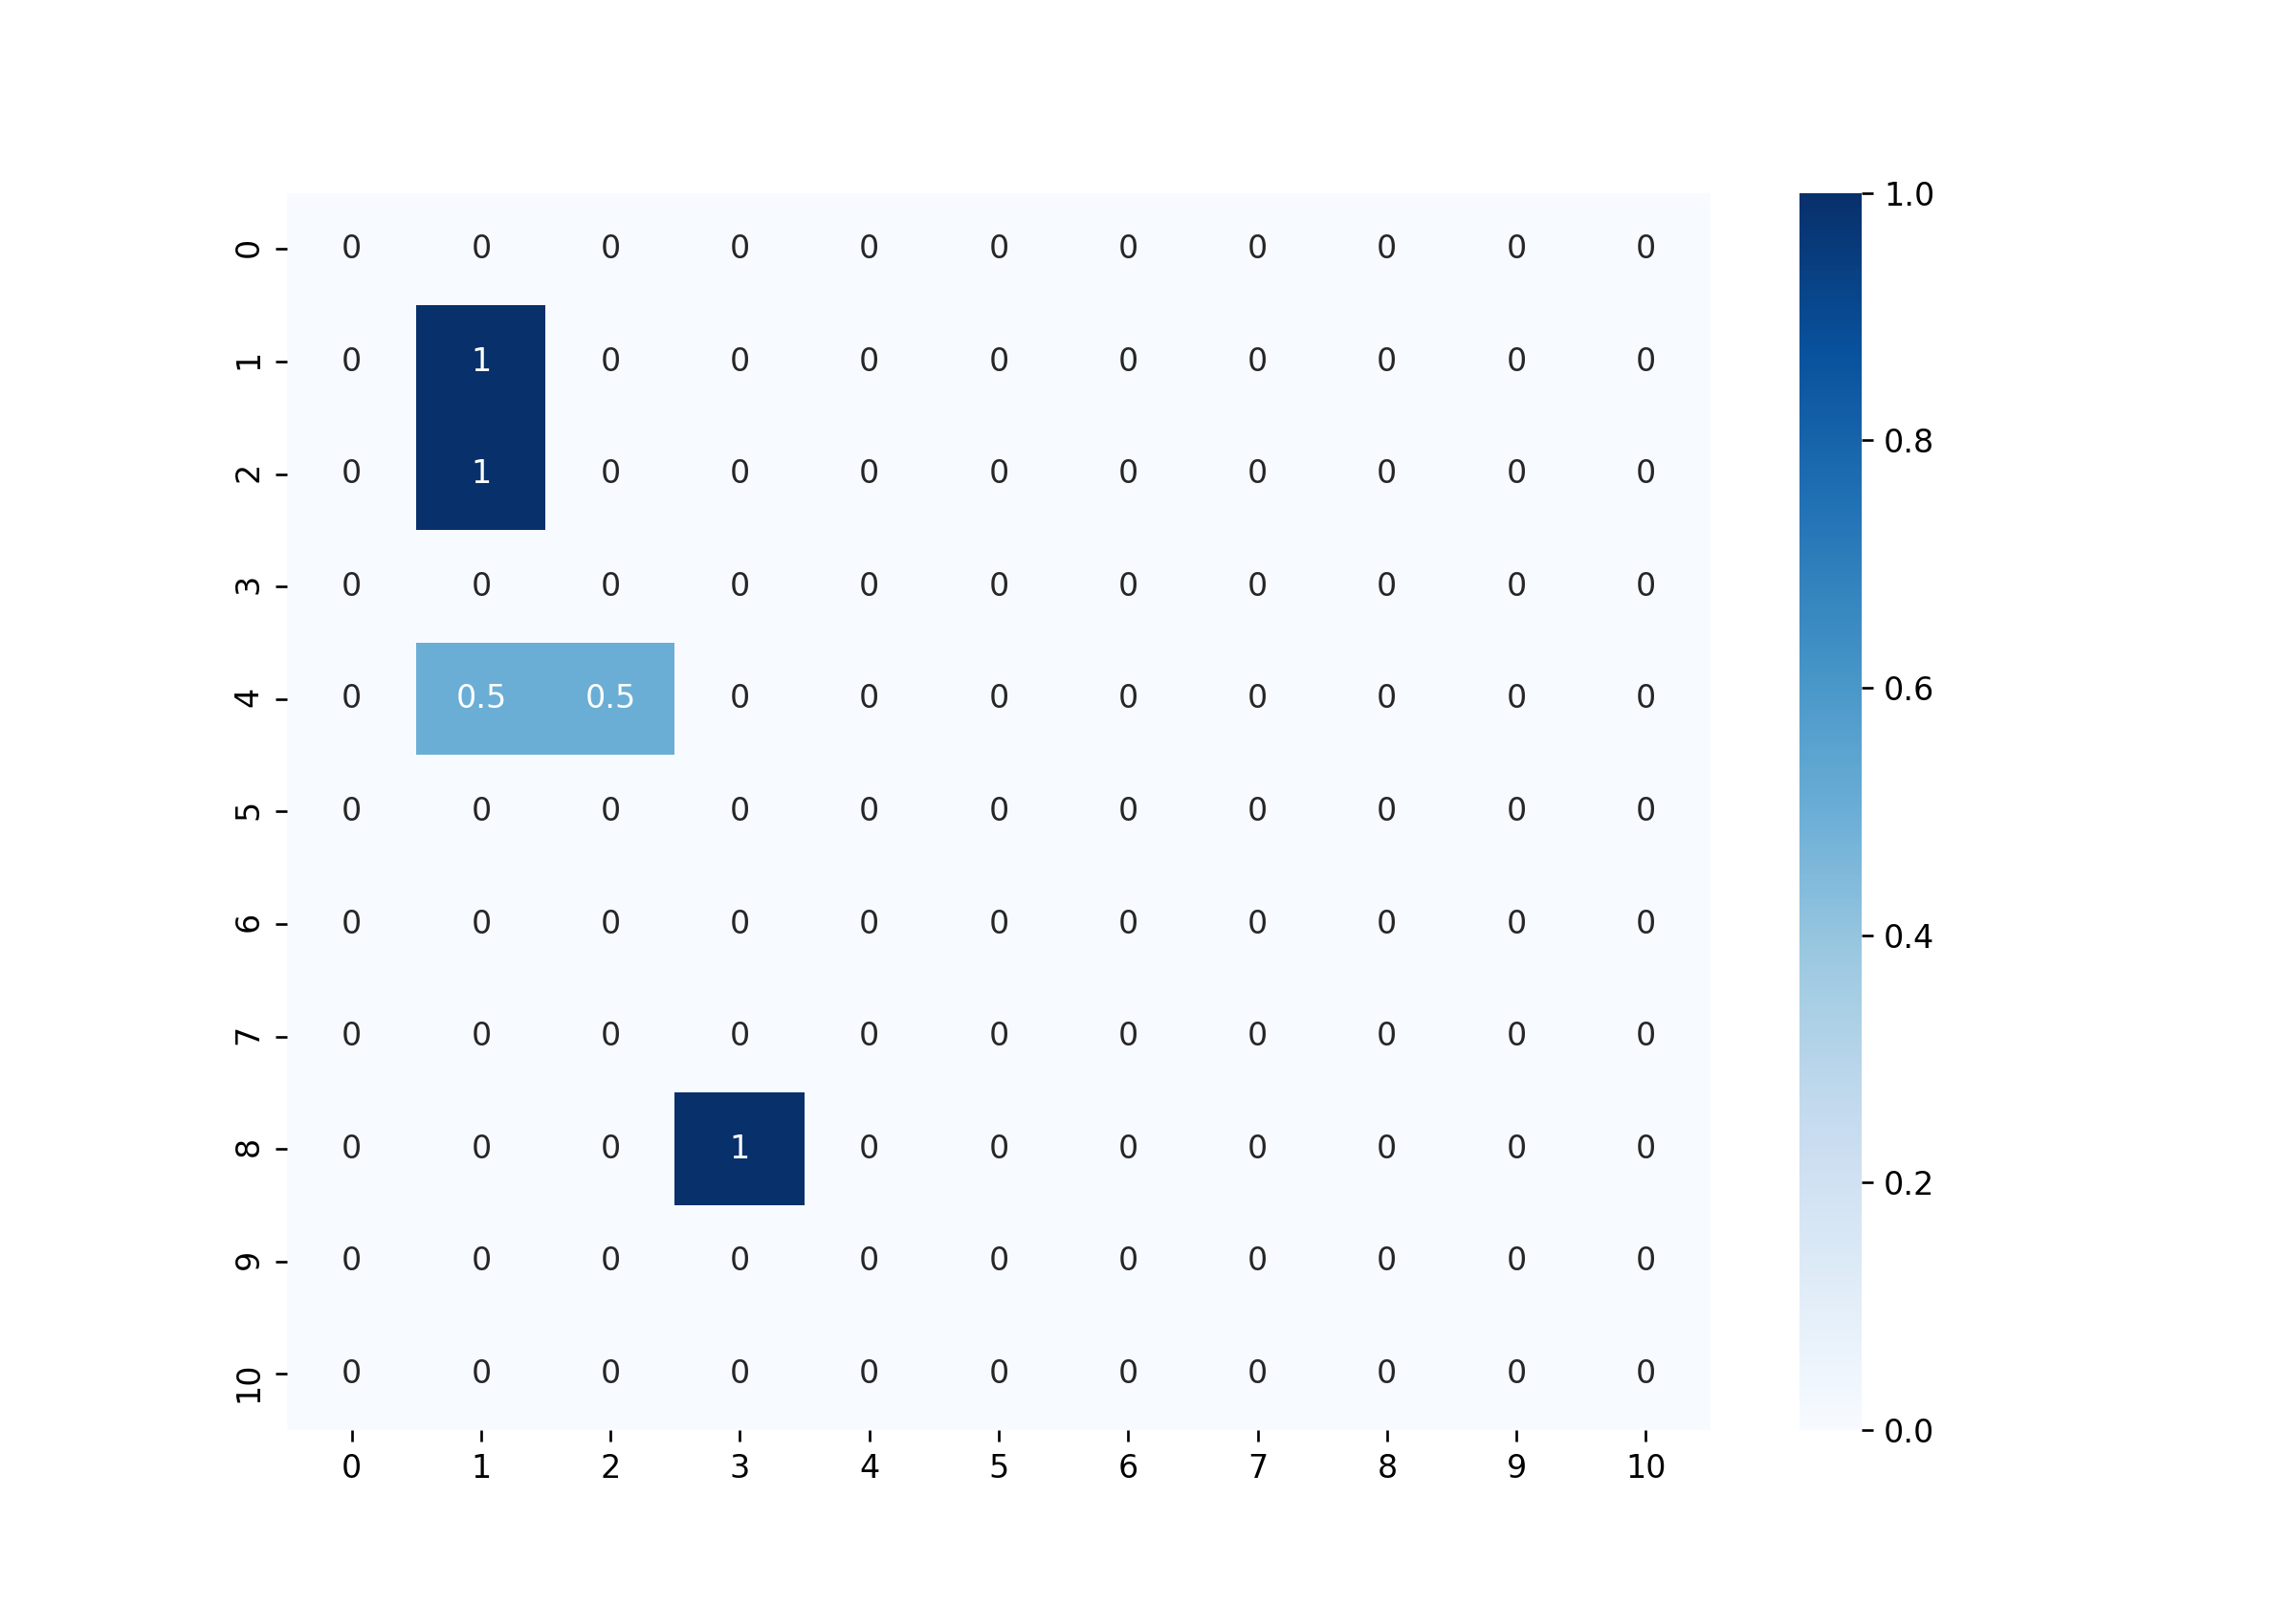 1.0
0 0 0 0 0 0 0 0 0 0 0 0
1 0 1 0 0 0 0 0 0 0 0 0
0.8
2 0 1 0 0 0 0 0 0 0 0 0
3 0 0 0 0 0 0 0 0 0 0 0
0.6
4 0 0.5 0.5 0 0 0 0 0 0 0 0
5 0 0 0 0 0 0 0 0 0 0 0
6 0 0 0 0 0 0 0 0 0 0 0
0.4
7 0 0 0 0 0 0 0 0 0 0 0
8 0 0 0 1 0 0 0 0 0 0 0
0.2
9 0 0 0 0 0 0 0 0 0 0 0
10 0 0 0 0 0 0 0 0 0 0 0
0.0
0 1 2 3 4 5 6 7 8 9 10